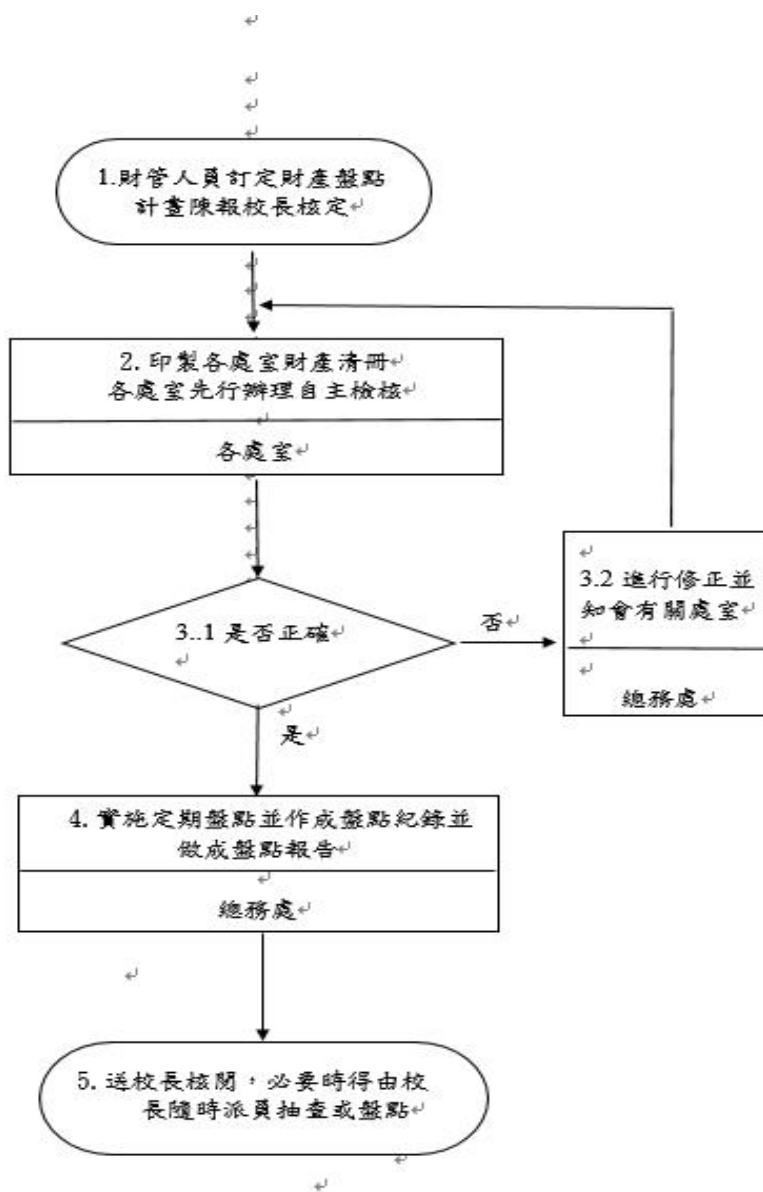 1.財管人員訂定財產盤點
計畫陳報校長核定
2. 印製各處室財產清冊
各處室先行辦理自主檢核
各處室
3..1 是否正確
否
3.2 進行修正並
知會有關處室
總務處
是
4. 實施定期盤點並作成盤點紀錄並
做成盤點報告
總務處
5. 送校長核閱，必要時得由校
長隨時派員抽查或盤點